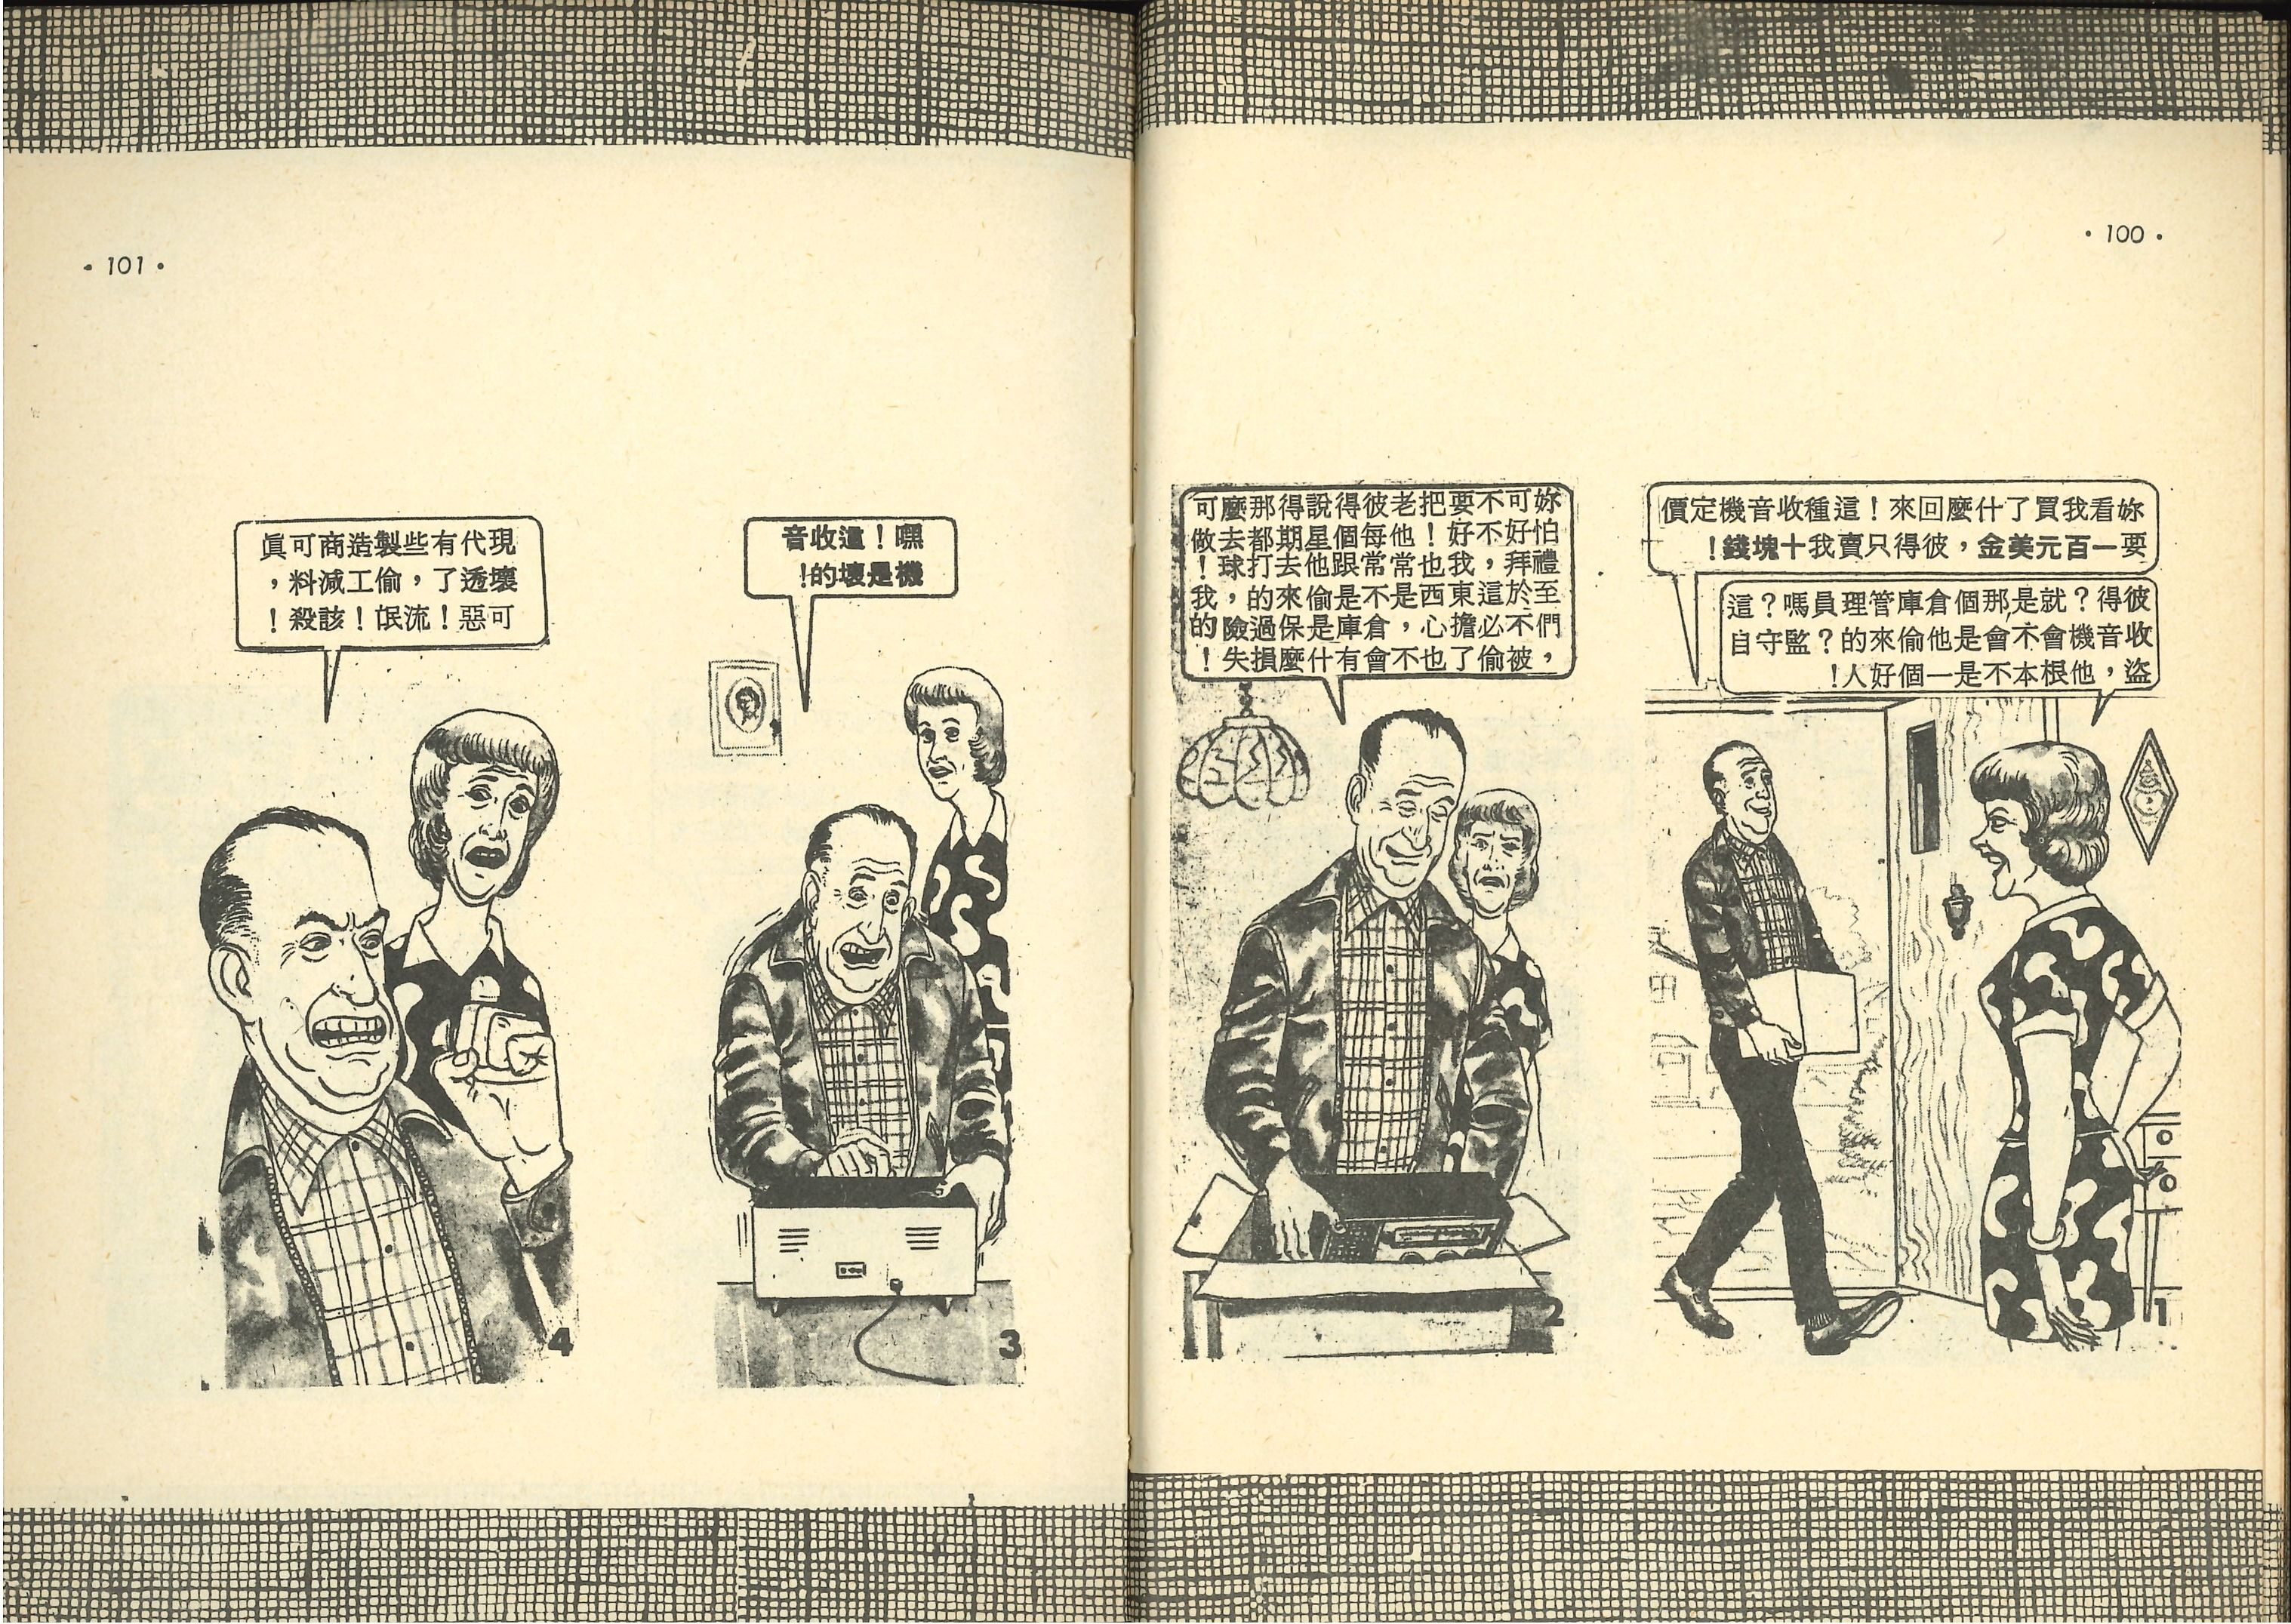 · 100 ·
妳看我買了什麼回來！這種收音機定價
要一百元美金，彼得只賣我十塊錢！
彼得？就是那個倉庫管理員嗎？這
收音機會不會是他偷來的？監守自
盜，他根本不是一個好人！
1
妳可不要把老彼得說得那麼可
怕好不好！他每個星期都去做
禮拜，我也常常跟他去打球！
至於這東西是不是偷來的，我
們不必擔心，倉庫是保過險的
，被偷了也不會有什麼損失！
2
· 101 ·
嘿！這收音
機是壞的！
3
現代有些製造商可眞
壞透了，偷工減料，
可惡！流氓！該殺！
4